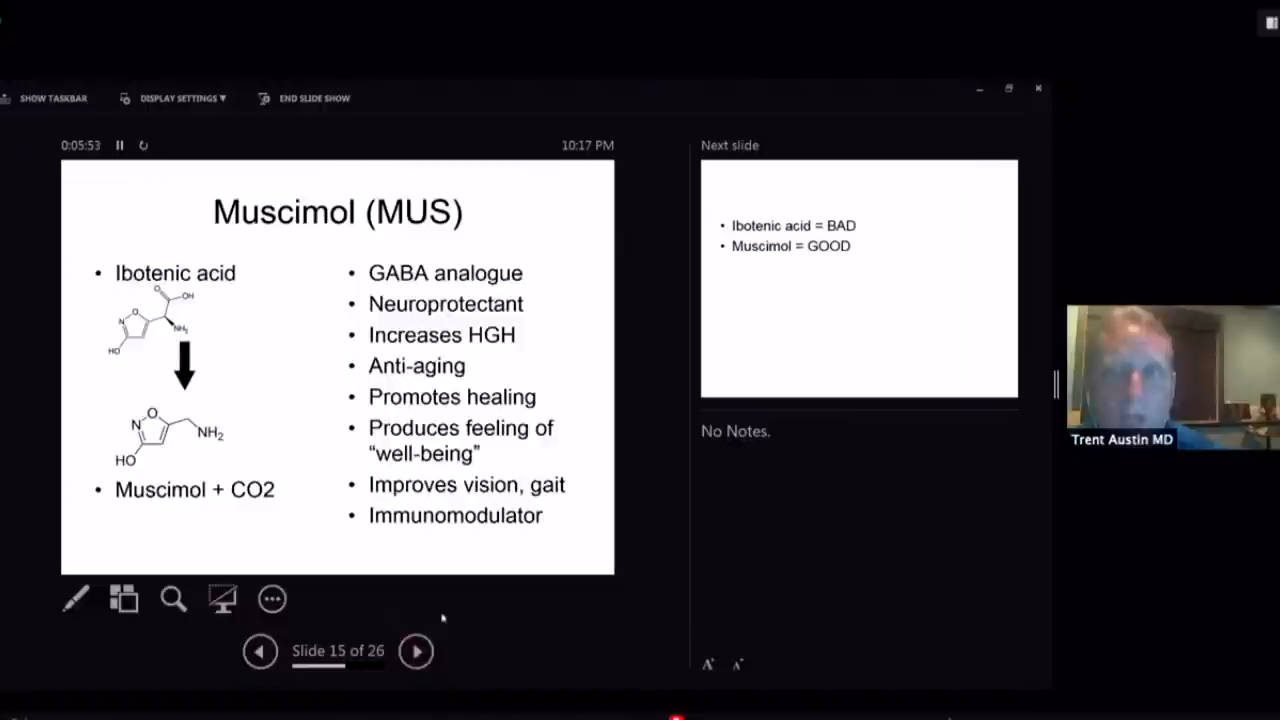 SHOW TASKBAR
DISPLAY SETTINGS ▼
END SLIDE SHOW
0:05:53
10:17 PM
Next slide
Muscimol (MUS)
• Ibotenic acid
O
OH
O
N
NH2
HO
O
N
NH2
HO
• Muscimol + CO2
• GABA analogue
• Neuroprotectant
• Increases HGH
• Anti-aging
• Promotes healing
• Produces feeling of
“well-being”
• Improves vision, gait
• Immunomodulator
• Ibotenic acid = BAD
• Muscimol = GOOD
No Notes.
Trent Austin MD
Slide 15 of 26
A
A